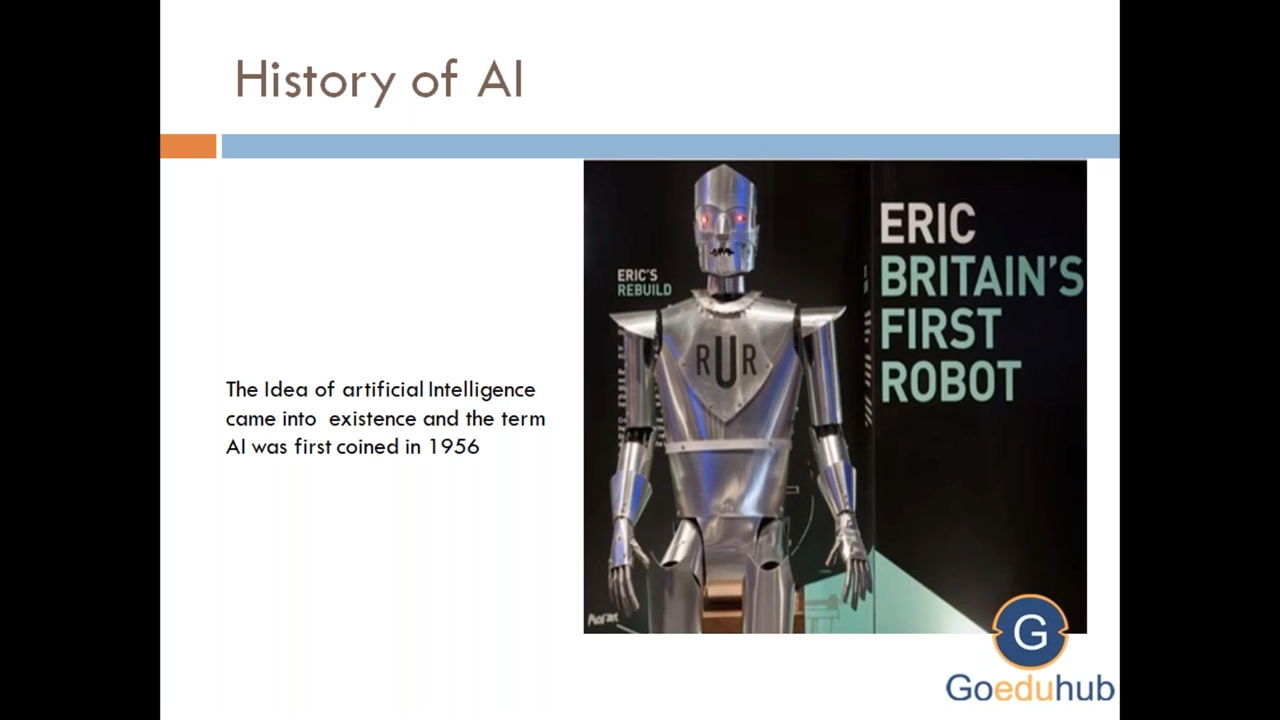 History of AI
ERIC'S
REBUILD
RUR
ERIC
BRITAIN'S
FIRST
ROBOT
The Idea of artificial Intelligence
came into  existence and the term
AI was first coined in 1956
G
Goeduhub